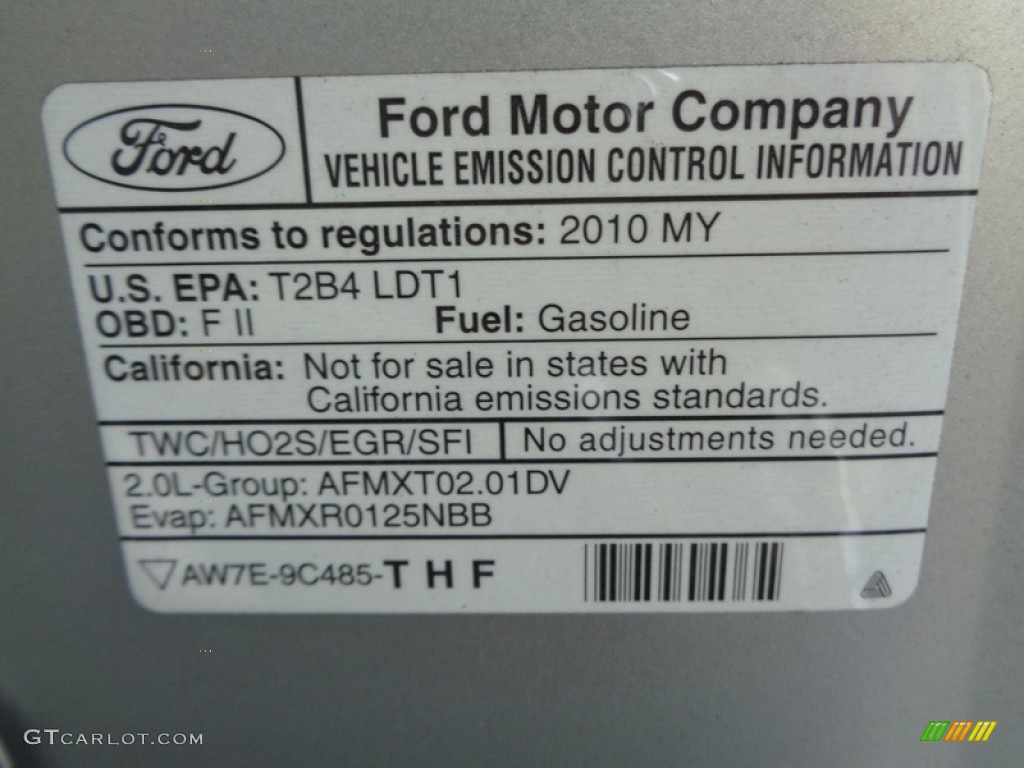 Ford
Ford Motor Company
VEHICLE EMISSION CONTROL INFORMATION
Conforms to regulations: 2010 MY
U.S. EPA: T2B4 LDT1
OBD: F II Fuel: Gasoline
California: Not for sale in states with
California emissions standards.
TWC/HO2S/EGR/SFI No adjustments needed.
2.0L-Group: AFMXT02.01DV
Evap: AFMXR0125NBB
AW7E-9C485-T H F
GTCARLOT.COM